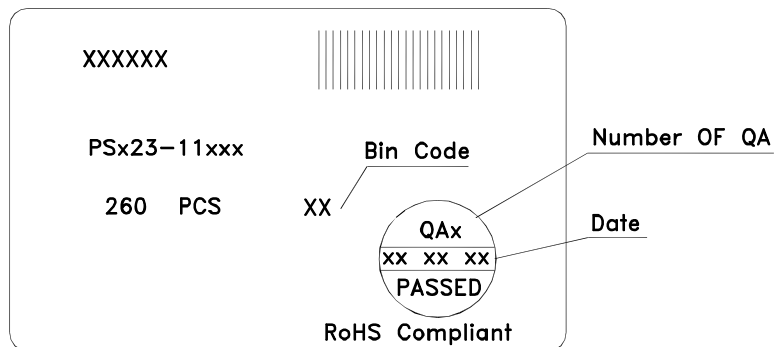 XXXXXX
PSx23-11xxx
Bin Code
Number OF QA
260 PCS
XX
Date
QAx
XX XX XX
PASSED
RoHS Compliant